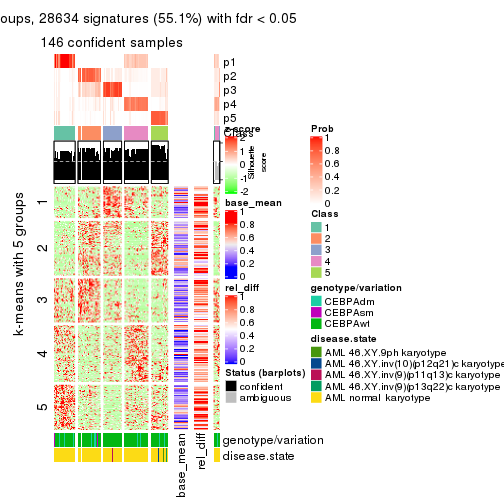 oups, 28634 signatures (55.1%) with fdr < 0.05
146 confident samples
p1
p2
p3
p4
p5
Class
z-score
2
1
0
-1
-2
Silhouette
score
k-means with 5 groups
1
2
3
4
5
base_mean
1
0.8
0.6
0.4
0.2
0
rel_diff
1
0.8
0.6
0.4
0.2
0
Status (barplots)
confident
ambiguous
Prob
1
0.8
0.6
0.4
0.2
0
Class
1
2
3
4
5
genotype/variation
CEBPAdm
CEBPAsm
CEBPAwt
disease.state
AML 46.XY.9ph karyotype
AML 46.XY.inv(10)(p12q21)c karyotype
AML 46.XY.inv(9)(p11q13)c karyotype
AML 46.XY.inv(9)(p13q22)c karyotype
AML normal karyotype
genotype/variation
disease.state
base_mean
rel_diff